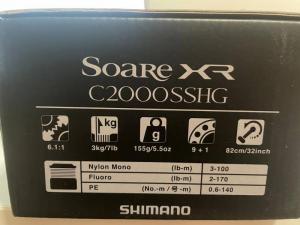 SOARE XR
C2000SSHG
kg
g
6.1:1 3kg/7lb 155g/5.5oz 9 + 1 82cm/32inch
Nylon Mono (lb-m) 3-100
Fluoro (lb-m) 2-170
PE (No.-m / 号-m) 0.6-140
SHIMANO